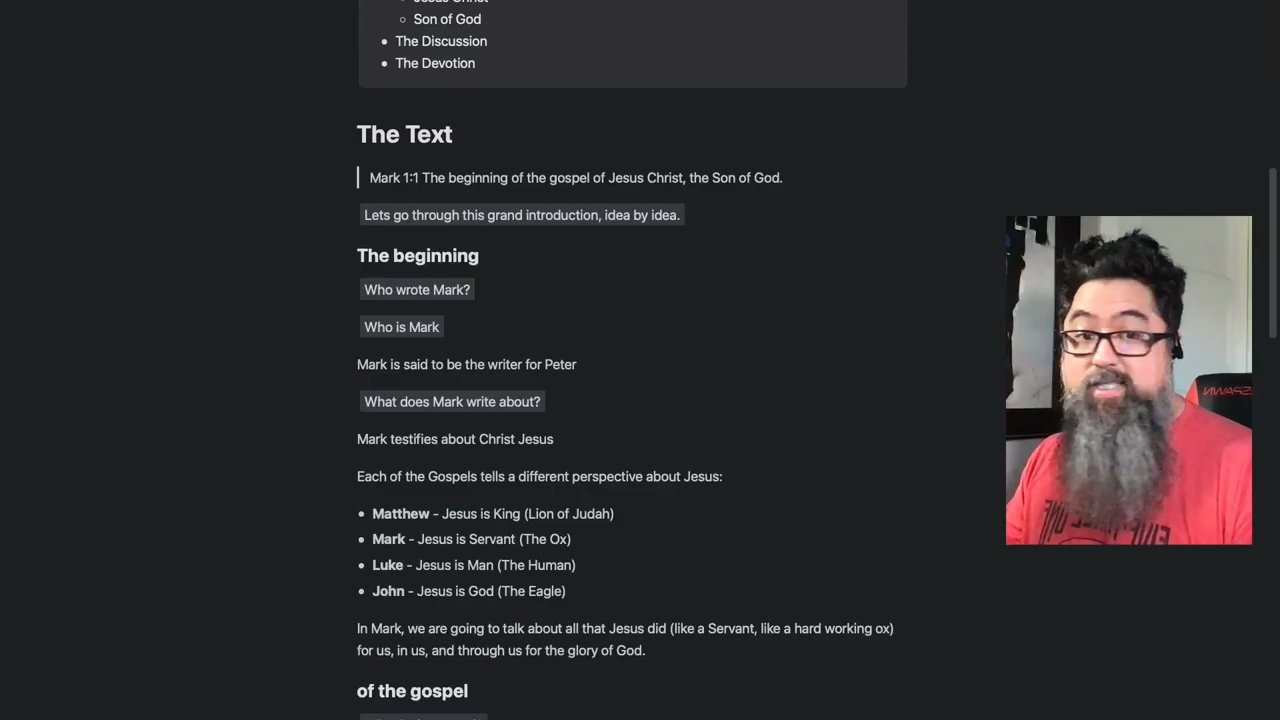 Son of God
The Discussion
The Devotion
The Text
Mark 1:1 The beginning of the gospel of Jesus Christ, the Son of God.
Lets go through this grand introduction, idea by idea.
The beginning
Who wrote Mark?
Who is Mark
Mark is said to be the writer for Peter
What does Mark write about?
Mark testifies about Christ Jesus
Each of the Gospels tells a different perspective about Jesus:
Matthew - Jesus is King (Lion of Judah)
Mark - Jesus is Servant (The Ox)
Luke - Jesus is Man (The Human)
John - Jesus is God (The Eagle)
In Mark, we are going to talk about all that Jesus did (like a Servant, like a hard working ox)
for us, in us, and through us for the glory of God.
of the gospel